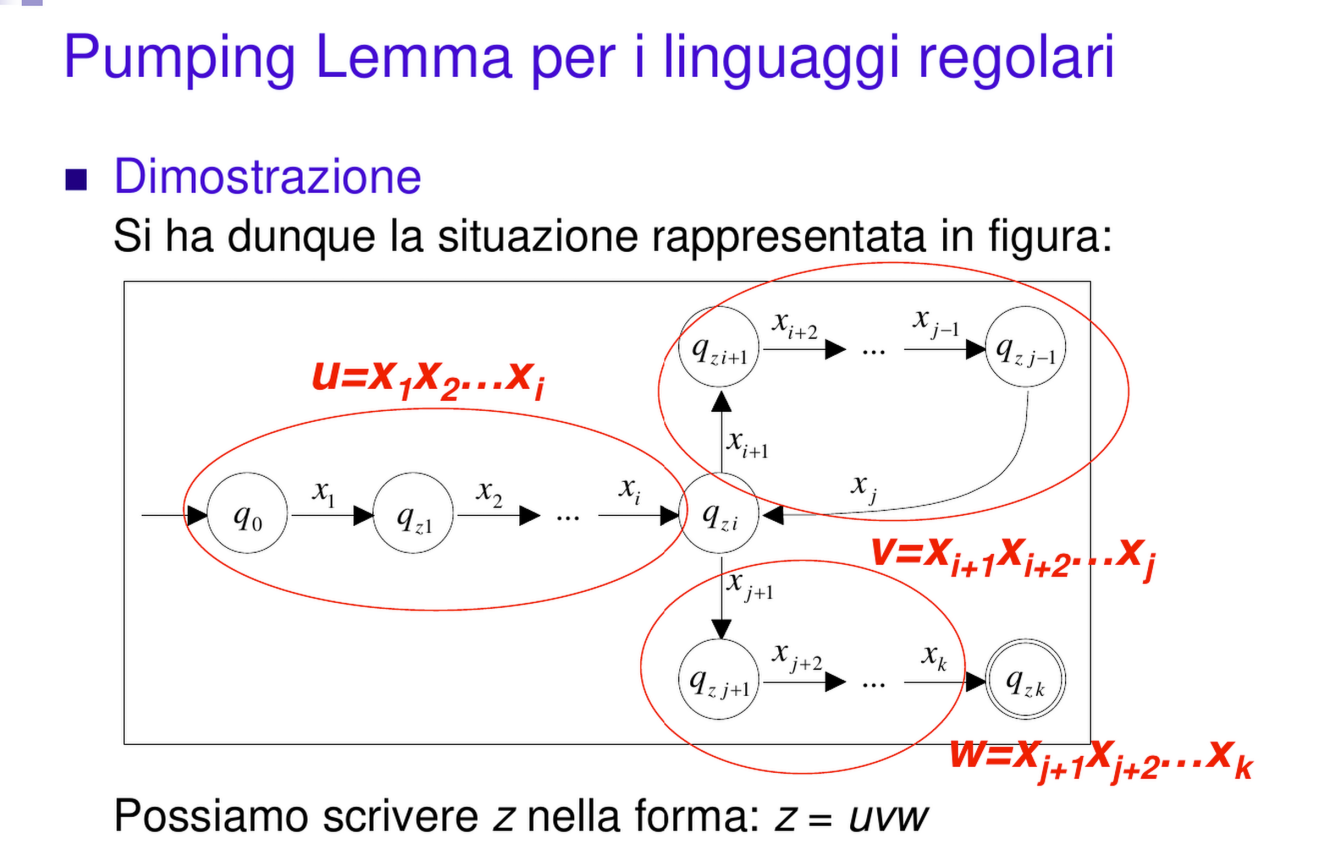 Pumping Lemma per i linguaggi regolari
Dimostrazione
Si ha dunque la situazione rappresentata in figura:
x_{i+2} ... x_{j–1}
q_{z i+1} q_{z j–1}
u=x_1x_2...x_i
x_{i+1}
x_1 x_2 x_i x_j
q_0 q_{z1} ... q_{zi}
v=x_{i+1}x_{i+2}...x_j
x_{j+1}
x_{j+2} ... x_k
q_{z j+1} q_{zk}
w=x_{j+1}x_{j+2}...x_k
Possiamo scrivere z nella forma: z = uvw